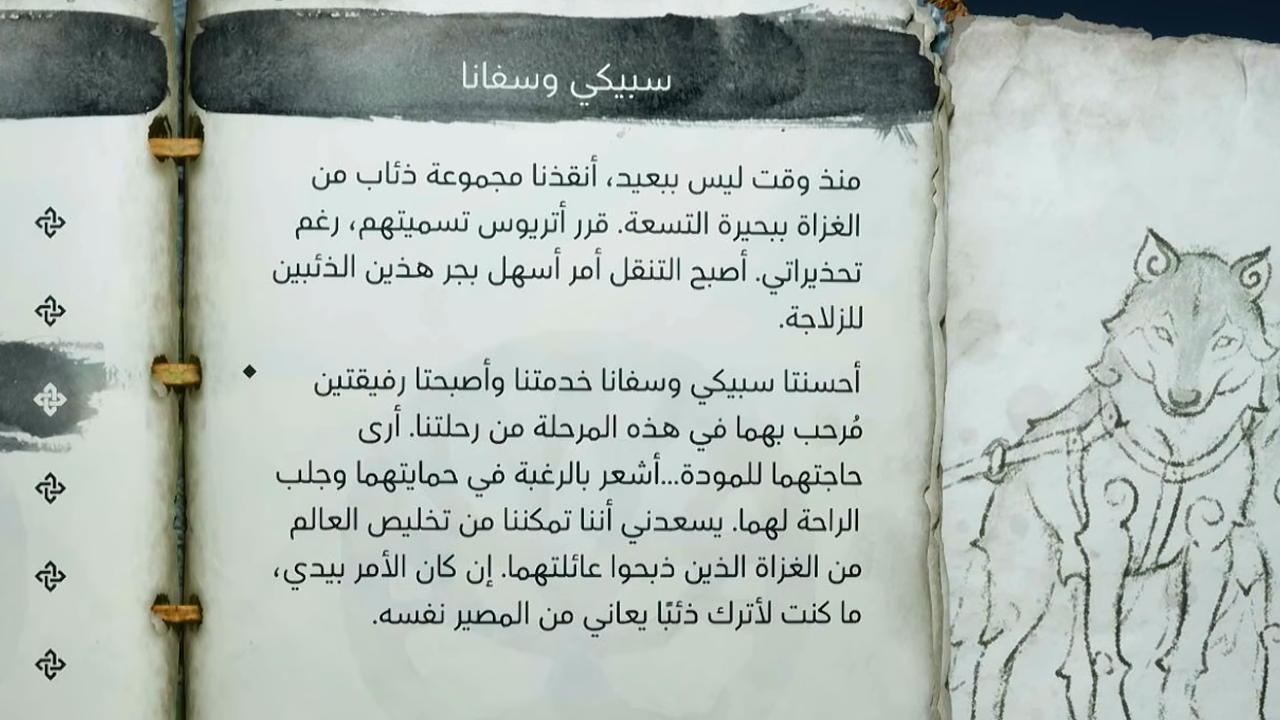 سبيكي وسفانا
منذ وقت ليس ببعيد، أنقذنا مجموعة ذئاب من
الغزاة ببحيرة التسعة. قرر أتريوس تسميتهم، رغم
تحذيراتي. أصبح التنقل أمر أسهل بجر هذين الذئبين
للزلاجة.
أحسنتا سبيكي وسفانا خدمتنا وأصبحتا رفيقتين
مُرحب بهما في هذه المرحلة من رحلتنا. أرى
حاجتهما للمودة...أشعر بالرغبة في حمايتهما وجلب
الراحة لهما. يسعدني أننا تمكننا من تخليص العالم
من الغزاة الذين ذبحوا عائلتهما. إن كان الأمر بيدي،
ما كنت لأترك ذئبًا يعاني من المصير نفسه.